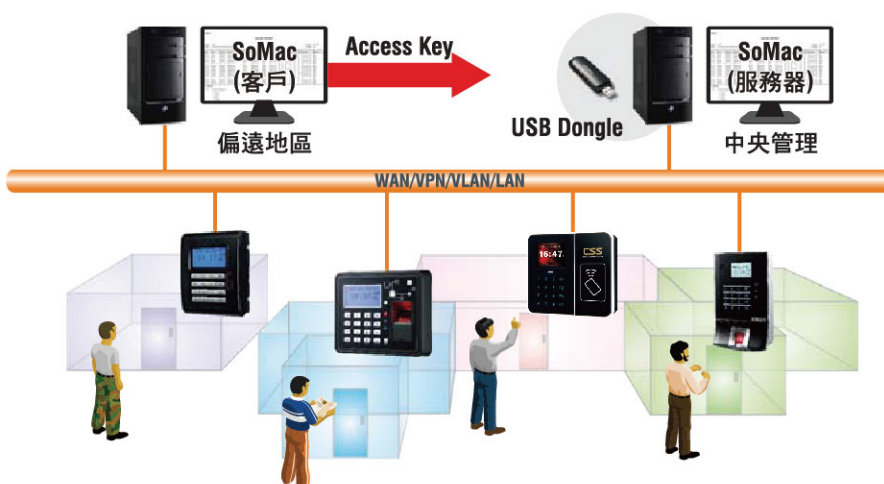 SoMac
(客戶)
Access Key
SoMac
(服務器)
偏遠地區
USB Dongle
中央管理
WAN/VPN/VLAN/LAN
16:47
CSS